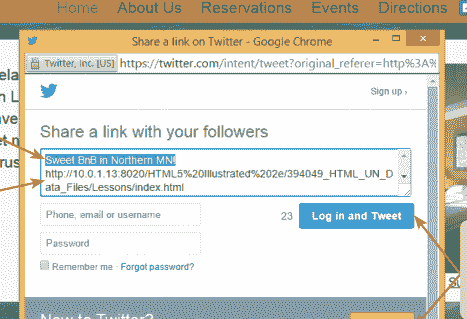 Home About Us Reservations Events Directions
Share a link on Twitter - Google Chrome
Twitter, Inc. [US] https://twitter.com/intent/tweet?original_referer=http%3A%
Sign up ›
Share a link with your followers
Sweet BnB in Northern MN!
http://10.0.1.13:8020/HTML5%20Illustrated%202e/394049_HTML_UN_D
ata_Files/Lessons/index.html
Phone, email or username
23 Log in and Tweet
Password
Remember me · Forgot password?
New to Twitter?